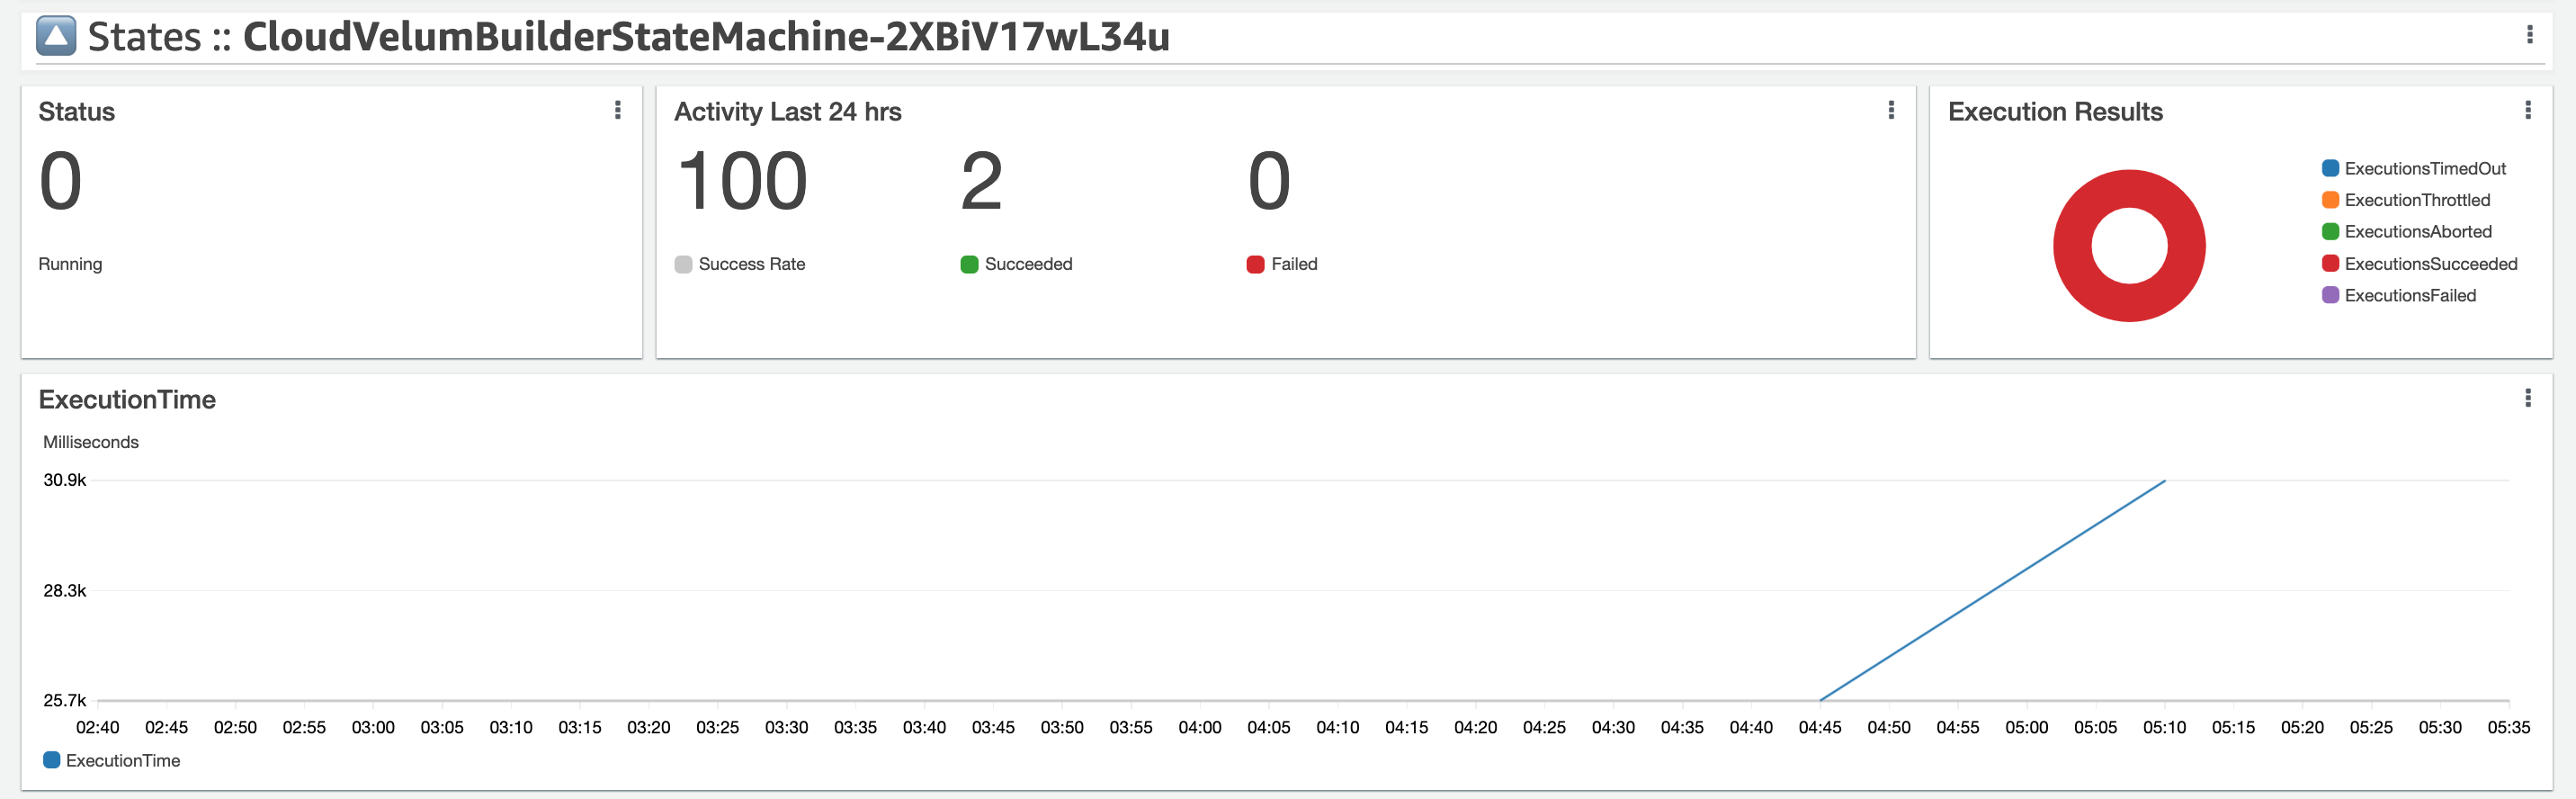 States :: CloudVelumBuilderStateMachine-2XBiV17wL34u
Status
0
Running
Activity Last 24 hrs
100 2 0
Success Rate Succeeded Failed
Execution Results
ExecutionsTimedOut
ExecutionThrottled
ExecutionsAborted
ExecutionsSucceeded
ExecutionsFailed
ExecutionTime
Milliseconds
30.9k
28.3k
25.7k
02:40 02:45 02:50 02:55 03:00 03:05 03:10 03:15 03:20 03:25 03:30 03:35 03:40 03:45 03:50 03:55 04:00 04:05 04:10 04:15 04:20 04:25 04:30 04:35 04:40 04:45 04:50 04:55 05:00 05:05 05:10 05:15 05:20 05:25 05:30 05:35
ExecutionTime